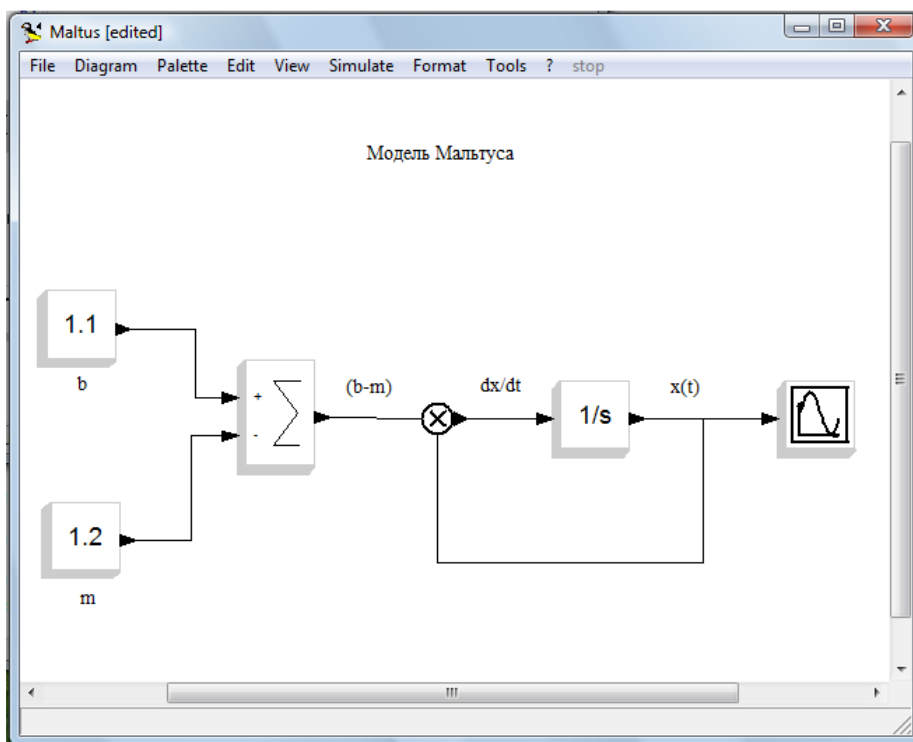 Maltus [edited]
File Diagram Palette Edit View Simulate Format Tools ? stop
Модель Мальтуса
1.1
b
+
-
(b-m)
dx/dt
1/s
x(t)
1.2
m